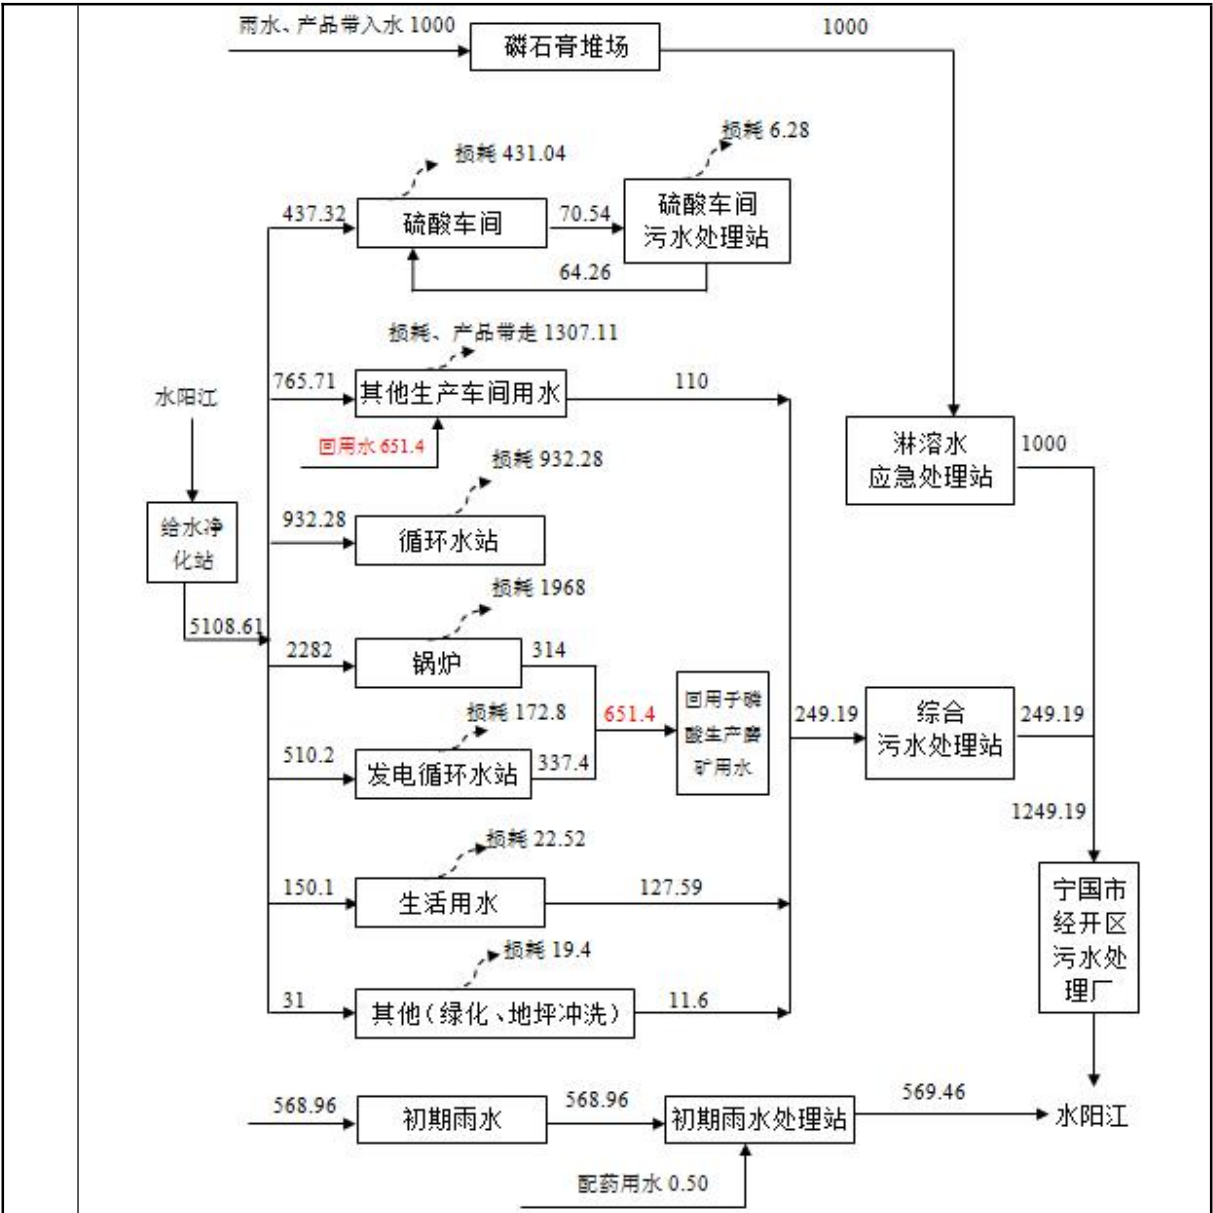 雨水、产品带入水 1000
磷石膏堆场
1000
损耗 431.04
损耗 6.28
437.32
硫酸车间
70.54
硫酸车间
污水处理站
64.26
损耗、产品带走 1307.11
765.71
其他生产车间用水
110
回用水 651.4
水阳江
给水净
化站
5108.61
损耗 932.28
932.28
循环水站
淋溶水
应急处理站
1000
损耗 1968
2282
锅炉
314
损耗 172.8
510.2
发电循环水站
337.4
651.4
回用于磷
酸生产磨
矿用水
249.19
综合
污水处理站
249.19
1249.19
损耗 22.52
150.1
生活用水
127.59
宁国市
经开区
污水处
理厂
损耗 19.4
31
其他（绿化、地坪冲洗）
11.6
568.96
初期雨水
568.96
初期雨水处理站
569.46
水阳江
配药用水 0.50